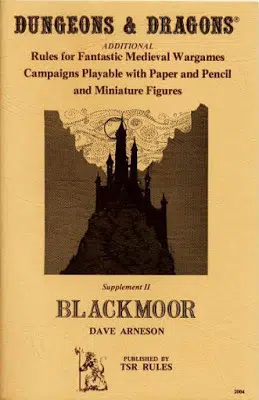 DUNGEONS & DRAGONS®
ADDITIONAL
Rules for Fantastic Medieval Wargames
Campaigns Playable with Paper and Pencil
and Miniature Figures
Supplement II
BLACKMOOR
DAVE ARNESON
PUBLISHED BY
TSR RULES
2004